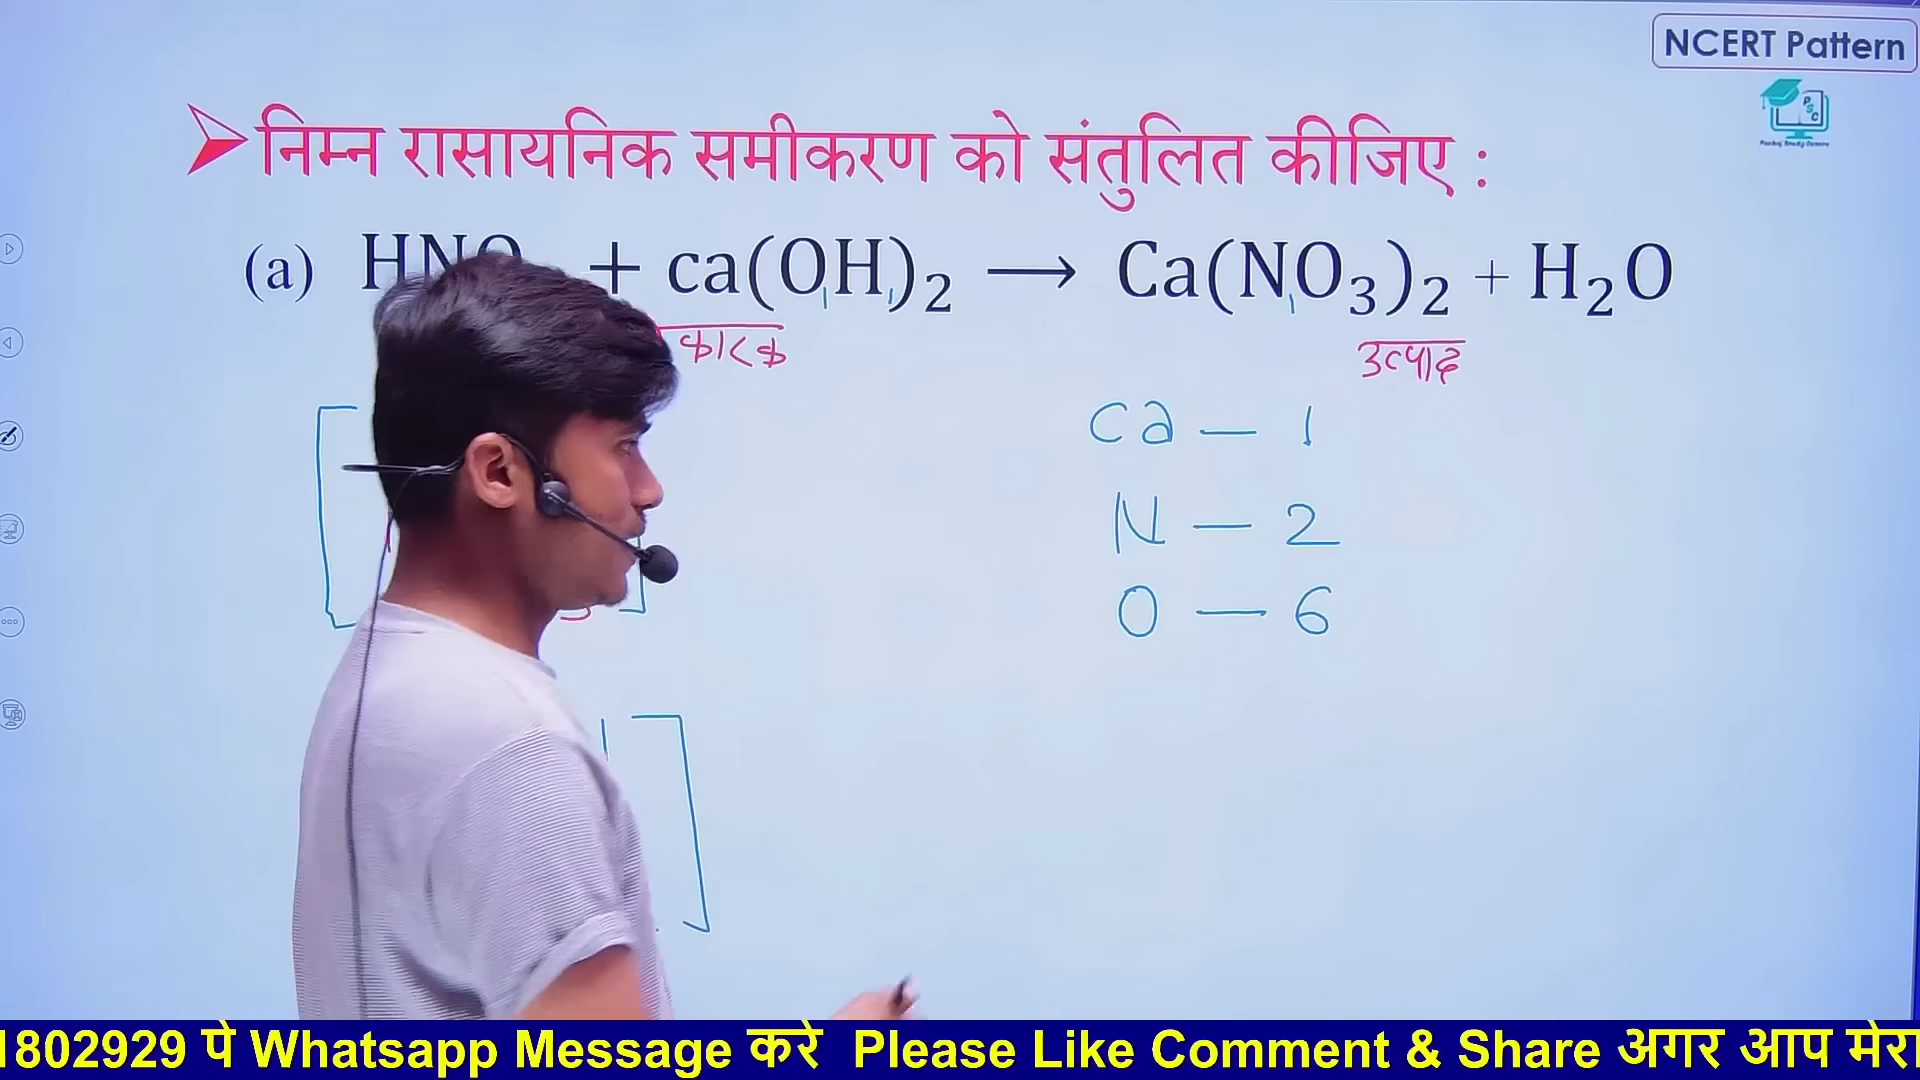 NCERT Pattern
निम्न रासायनिक समीकरण को संतुलित कीजिए :
(a) HNO + ca(OH)₂ ⟶ Ca(NO₃)₂ + H₂O
कारक
उत्पाद
Ca — 1
N — 2
O — 6
1802929 पे Whatsapp Message करे Please Like Comment & Share अगर आप मेरा